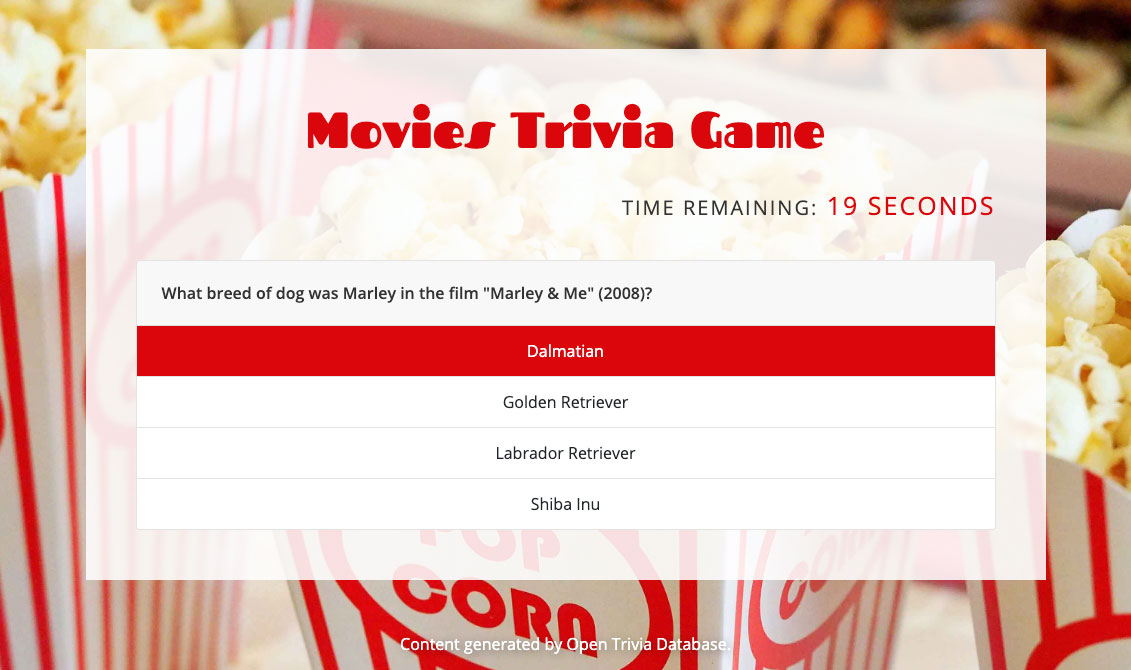 Movies Trivia Game
TIME REMAINING: 19 SECONDS
What breed of dog was Marley in the film "Marley & Me" (2008)?
Dalmatian
Golden Retriever
Labrador Retriever
Shiba Inu
POP
CORN
CORN
Content generated by Open Trivia Database.